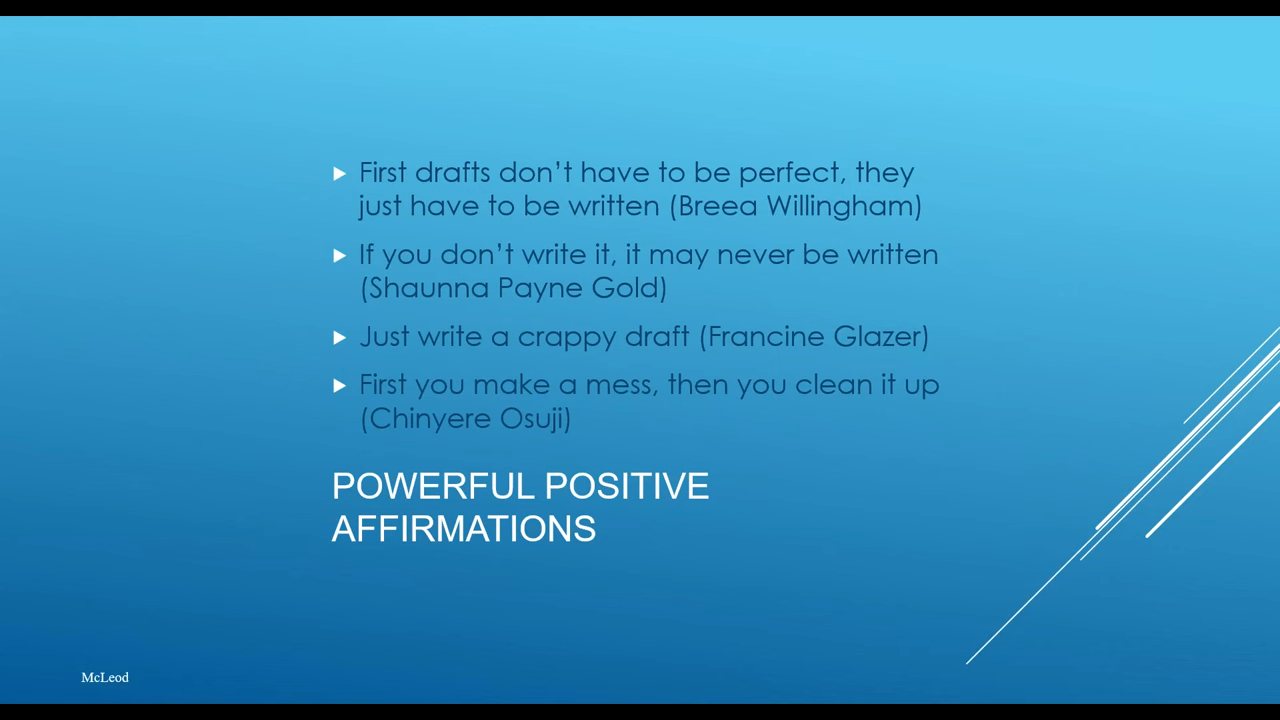 First drafts don’t have to be perfect, they
just have to be written (Breea Willingham)
If you don’t write it, it may never be written
(Shaunna Payne Gold)
Just write a crappy draft (Francine Glazer)
First you make a mess, then you clean it up
(Chinyere Osuji)
POWERFUL POSITIVE
AFFIRMATIONS
McLeod